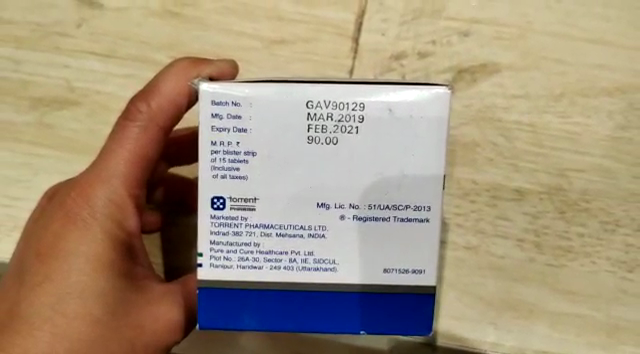 Batch No. : GAV90129
Mfg. Date : MAR.2019
Expiry Date : FEB.2021
M.R.P. ₹ 90.00
per blister strip
of 15 tablets
(Inclusive
of all taxes)
torrent
PHARMA
Mfg. Lic. No. : 51/UA/SC/P-2013
® - Registered Trademark
Marketed by :
TORRENT PHARMACEUTICALS LTD.
Indrad-382 721, Dist. Mehsana, INDIA.
Manufactured by :
Pure and Cure Healthcare Pvt. Ltd.
Plot No.: 26A-30, Sector - 8A, IIE, SIDCUL,
Ranipur, Haridwar - 249 403 (Uttarakhand).
8071526-9091